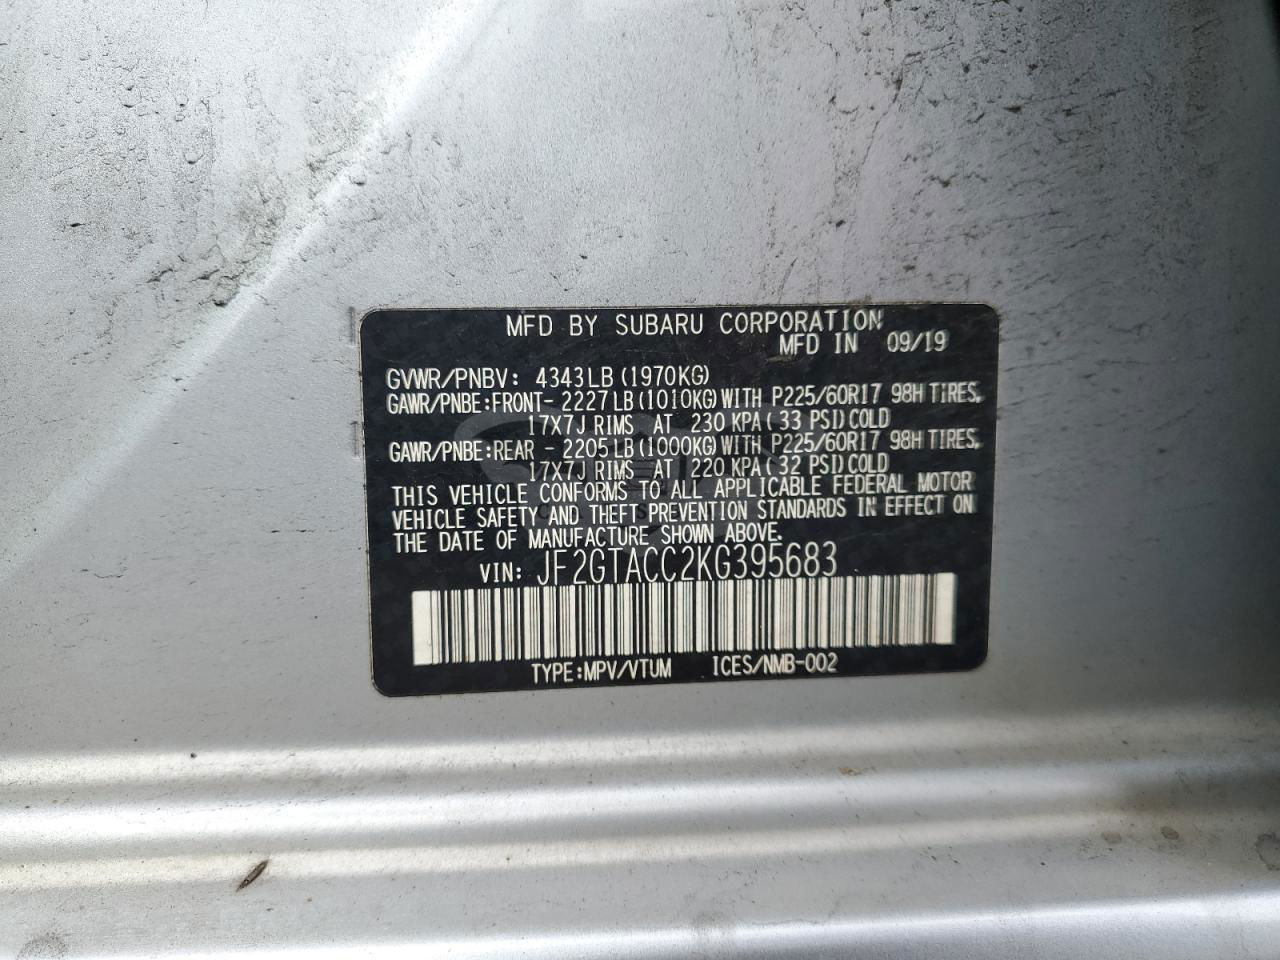 MFD BY SUBARU CORPORATION
MFD IN 09/19
GVWR/PNBV: 4343LB (1970KG)
GAWR/PNBE:FRONT- 2227LB(1010KG)WITH P225/60R17 98H TIRES,
17X7J RIMS AT 230 KPA( 33 PSI)COLD
GAWR/PNBE:REAR - 2205LB(1000KG)WITH P225/60R17 98H TIRES,
17X7J RIMS AT 220 KPA( 32 PSI)COLD
THIS VEHICLE CONFORMS TO ALL APPLICABLE FEDERAL MOTOR
VEHICLE SAFETY AND THEFT PREVENTION STANDARDS IN EFFECT ON
THE DATE OF MANUFACTURE SHOWN ABOVE.
VIN: JF2GTACC2KG395683
TYPE:MPV/VTUM ICES/NMB-002